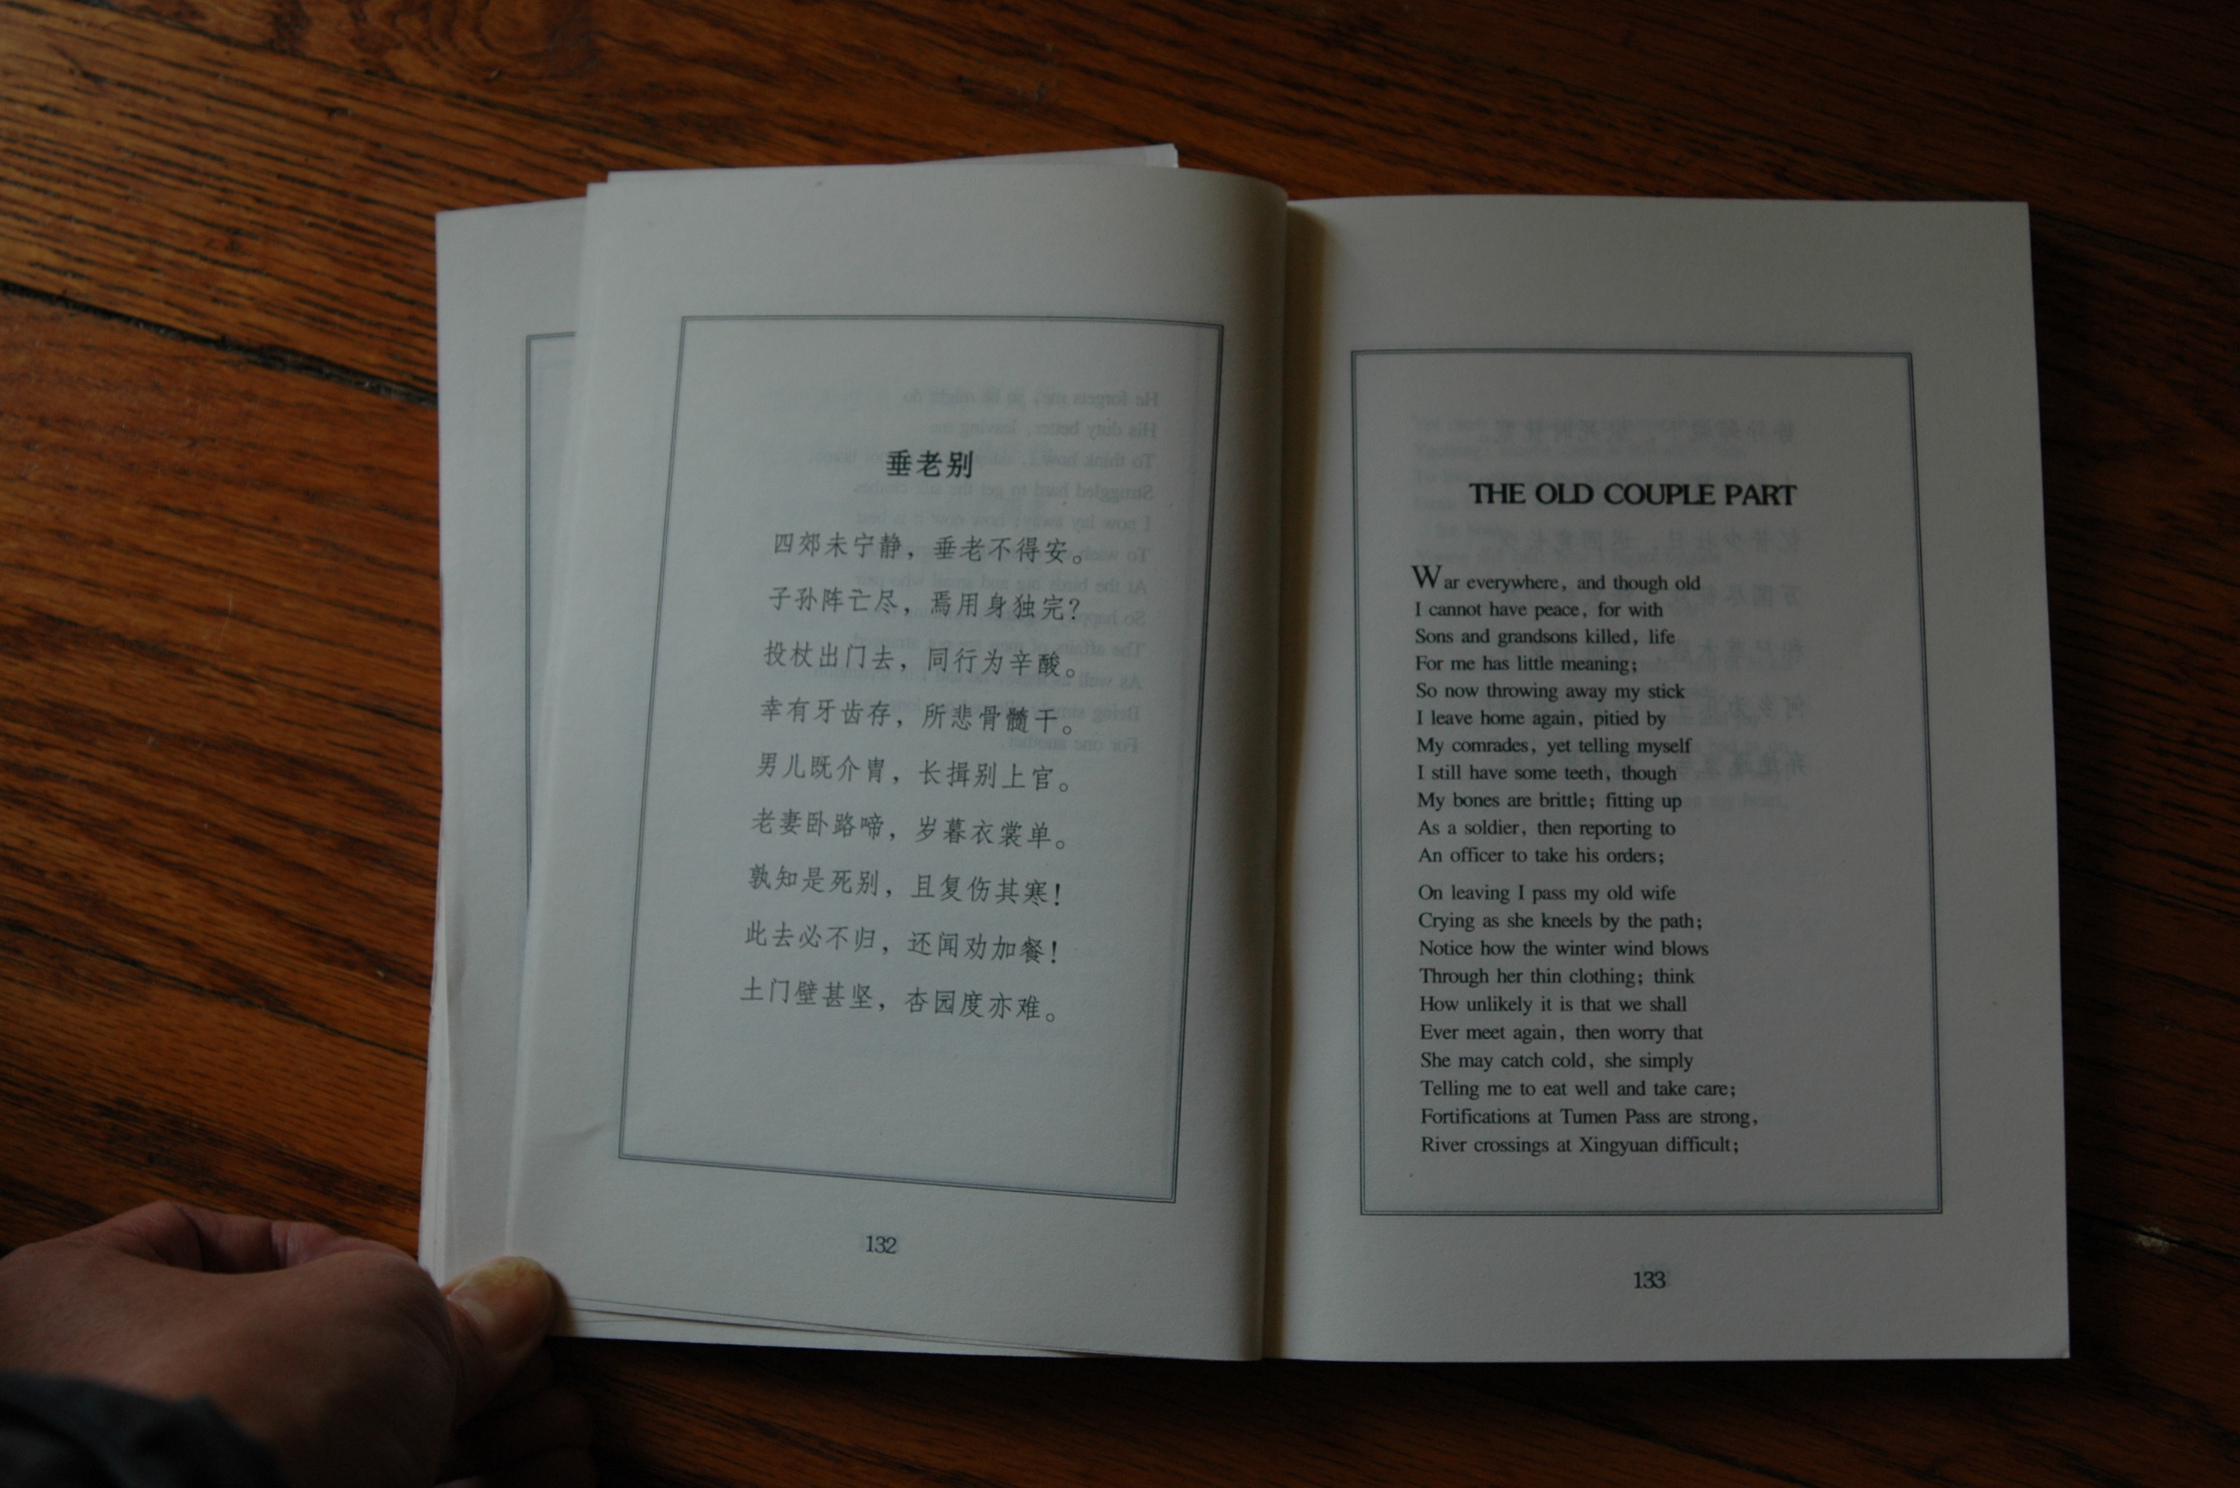 垂老别
四郊未宁静，垂老不得安。
子孙阵亡尽，焉用身独完？
投杖出门去，同行为辛酸。
幸有牙齿存，所悲骨髓干。
男儿既介胄，长揖别上官。
老妻卧路啼，岁暮衣裳单。
孰知是死别，且复伤其寒！
此去必不归，还闻劝加餐！
土门壁甚坚，杏园度亦难。
132
THE OLD COUPLE PART
War everywhere, and though old
I cannot have peace, for with
Sons and grandsons killed, life
For me has little meaning;
So now throwing away my stick
I leave home again, pitied by
My comrades, yet telling myself
I still have some teeth, though
My bones are brittle; fitting up
As a soldier, then reporting to
An officer to take his orders;
On leaving I pass my old wife
Crying as she kneels by the path;
Notice how the winter wind blows
Through her thin clothing; think
How unlikely it is that we shall
Ever meet again, then worry that
She may catch cold, she simply
Telling me to eat well and take care;
Fortifications at Tumen Pass are strong,
River crossings at Xingyuan difficult;
133